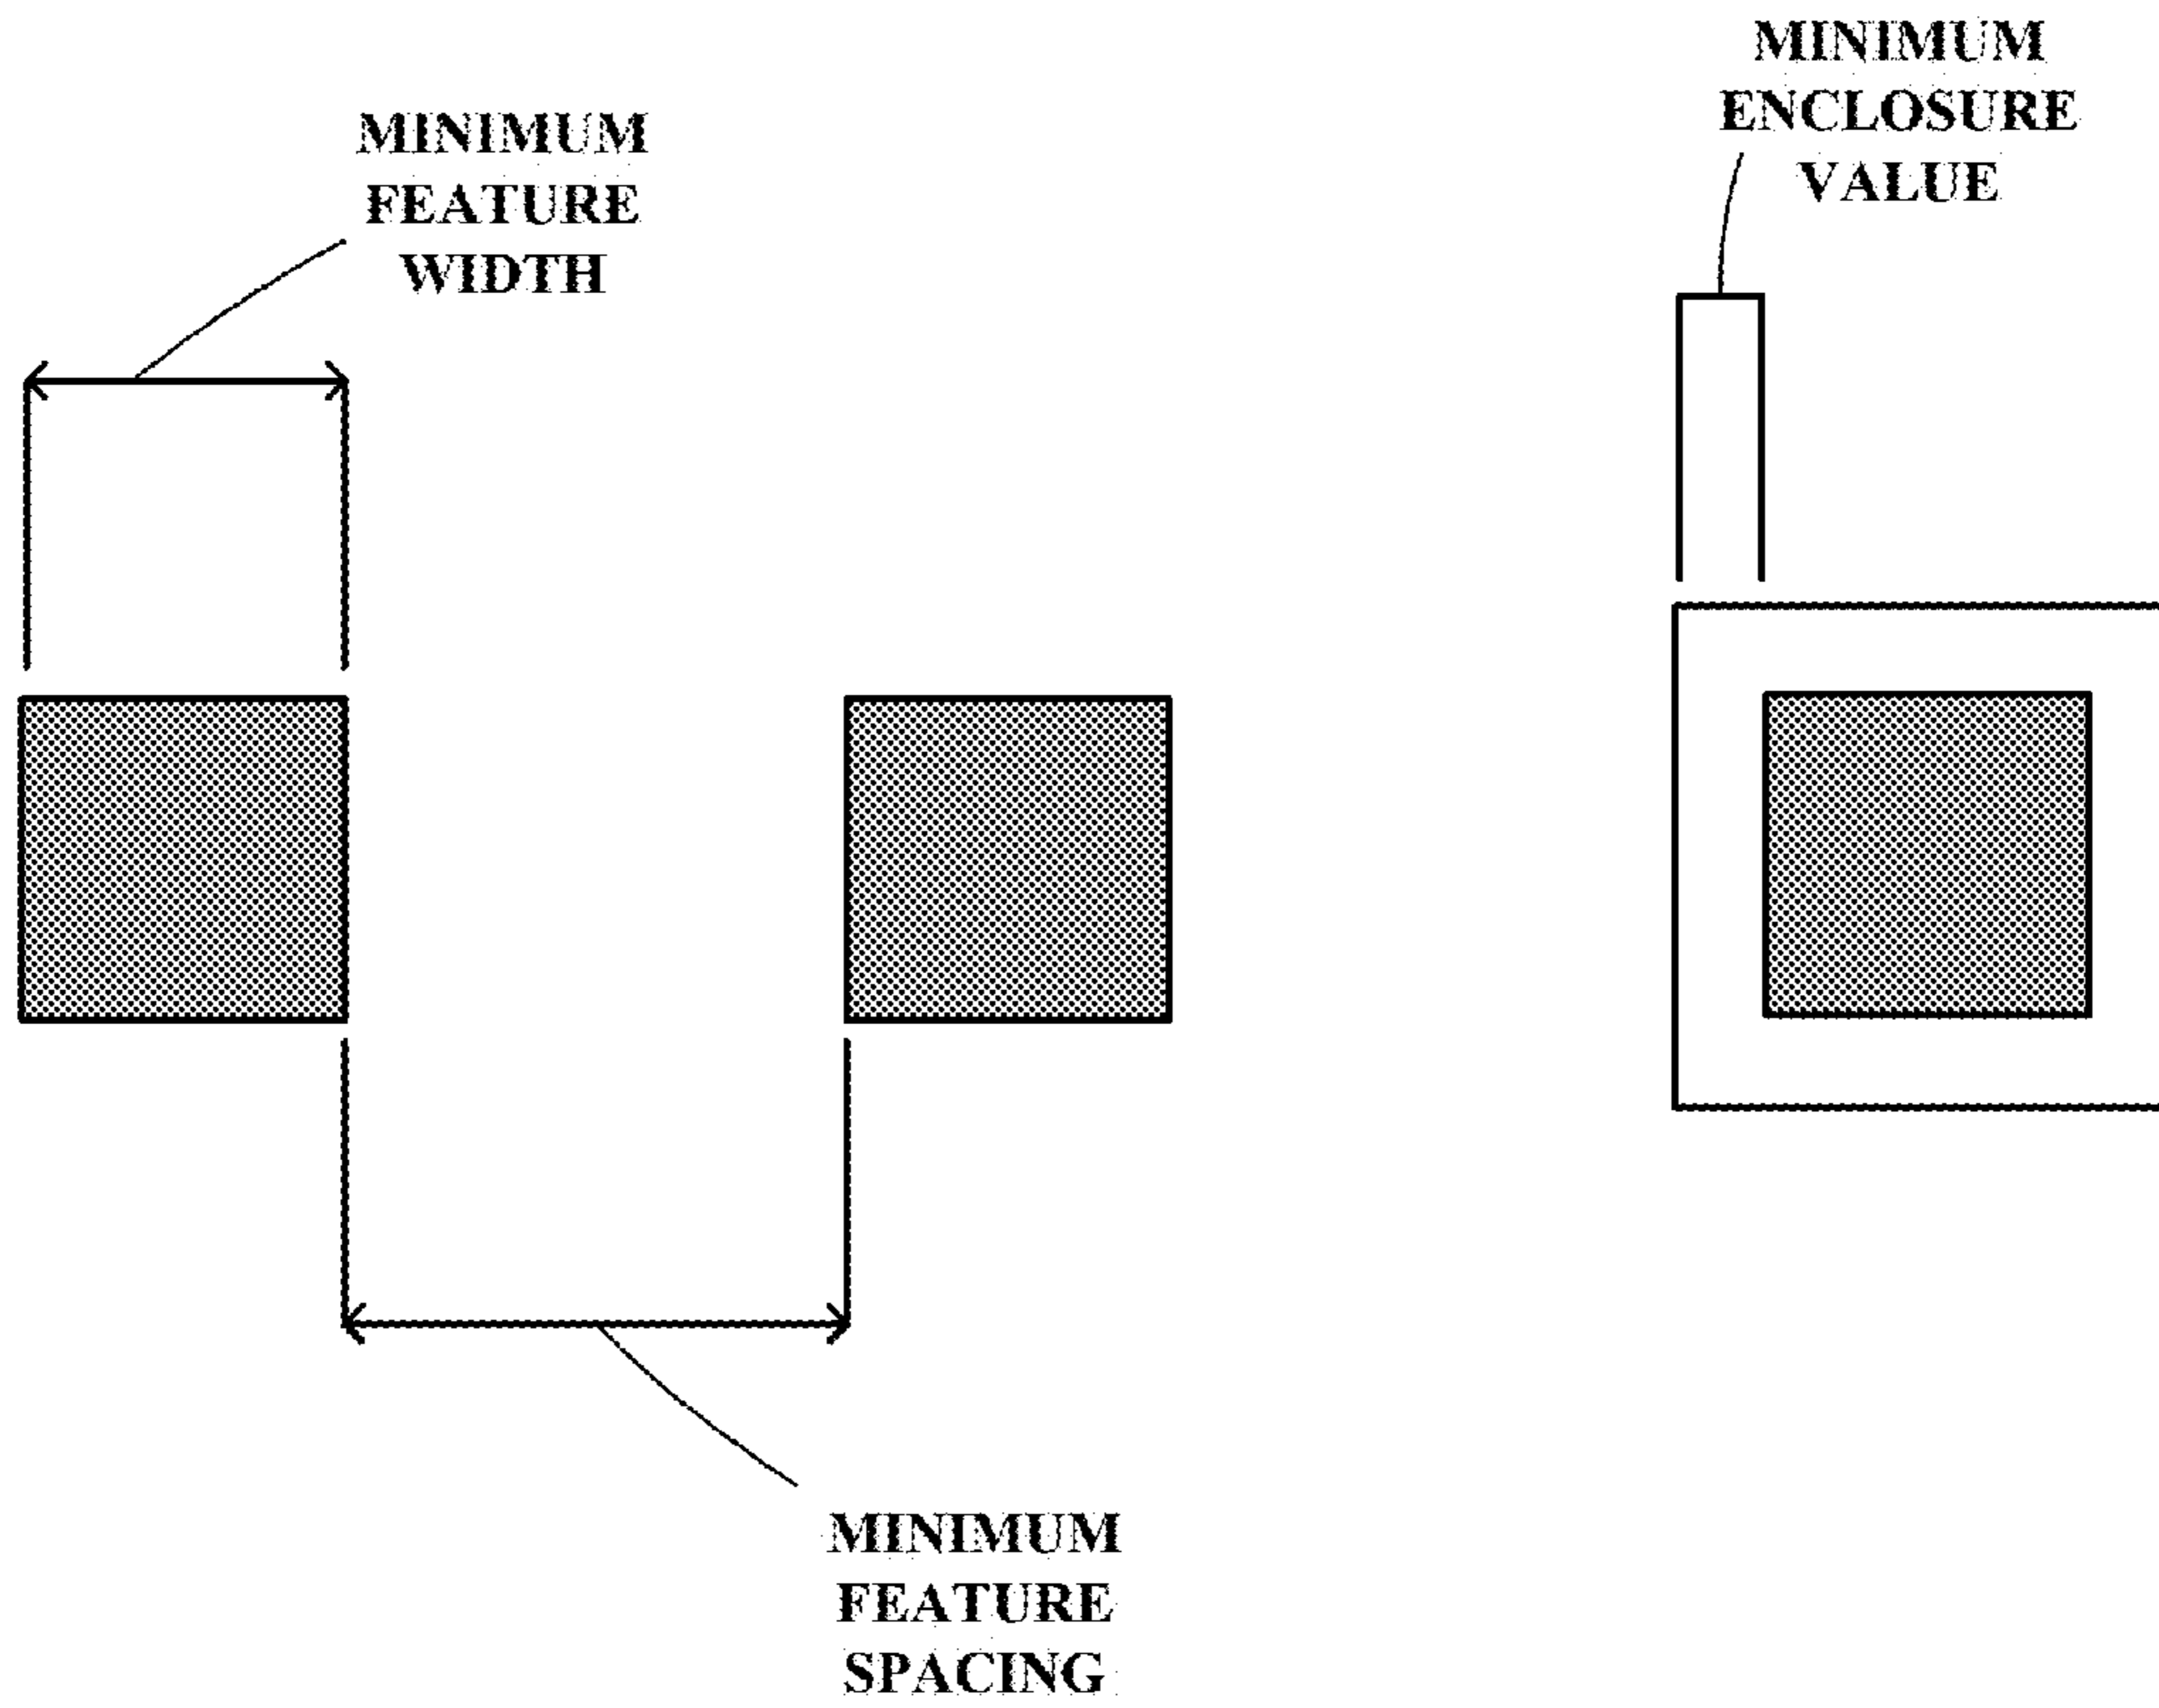 MINIMUM
FEATURE
WIDTH
MINIMUM
ENCLOSURE
VALUE
MINIMUM
FEATURE
SPACING